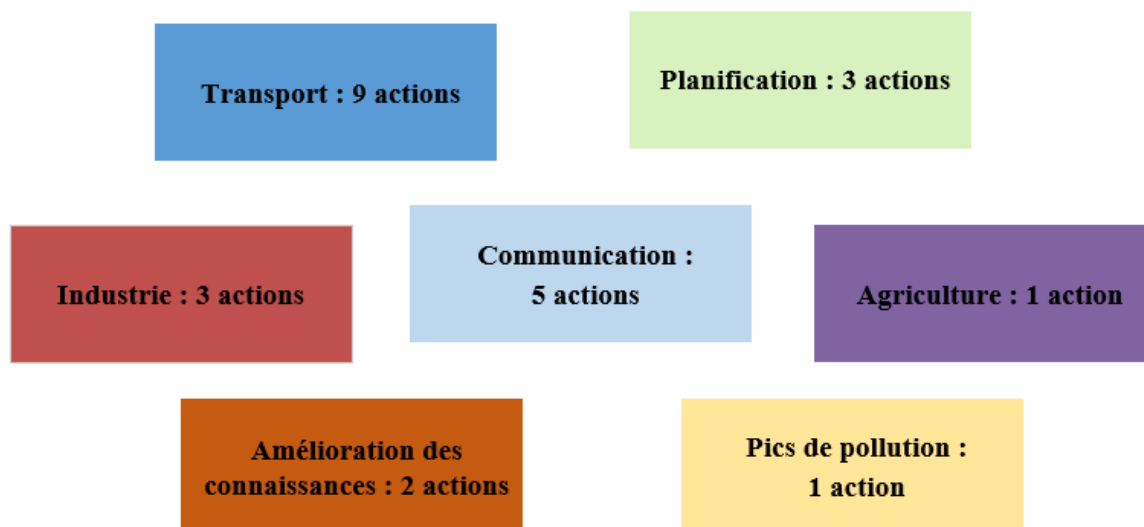 Transport : 9 actions
Planification : 3 actions
Industrie : 3 actions
Communication :
5 actions
Agriculture : 1 action
Amélioration des
connaissances : 2 actions
Pics de pollution :
1 action